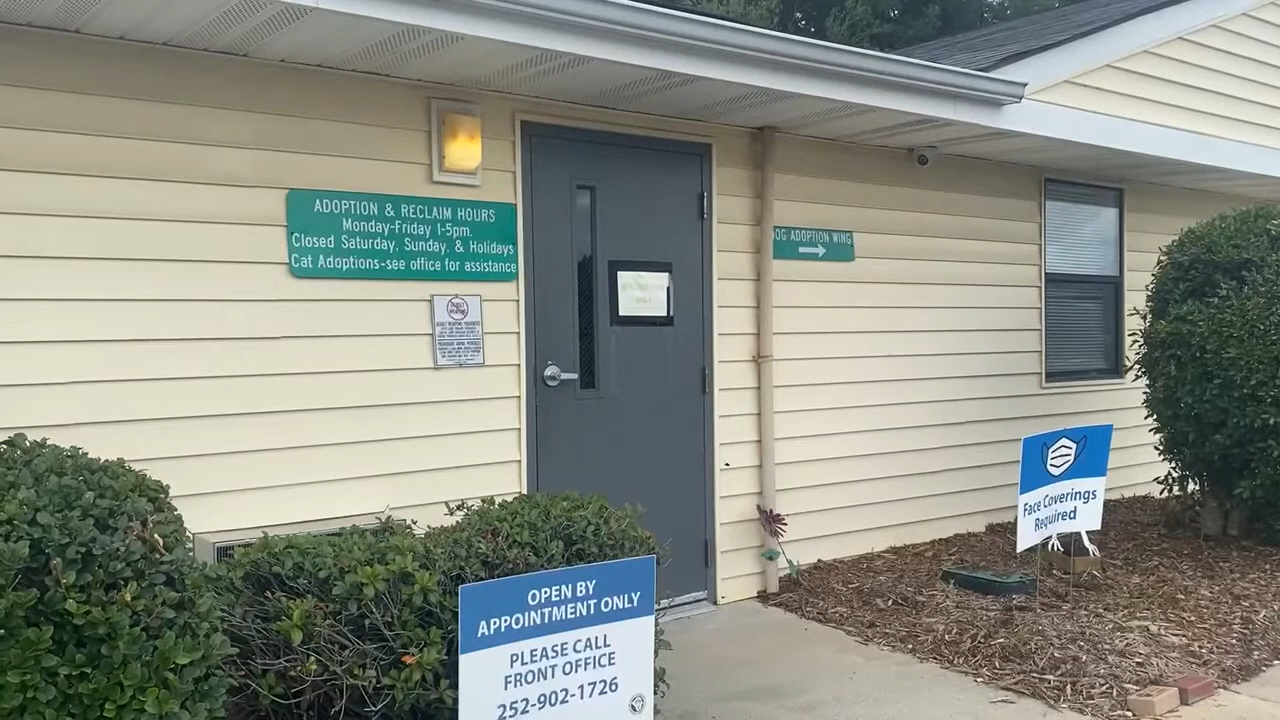 ADOPTION & RECLAIM HOURS
Monday-Friday 1-5pm.
Closed Saturday, Sunday, & Holidays
Cat Adoptions-see office for assistance
DOG ADOPTION WING
Face Coverings
Required
OPEN BY
APPOINTMENT ONLY
PLEASE CALL
FRONT OFFICE
252-902-1726